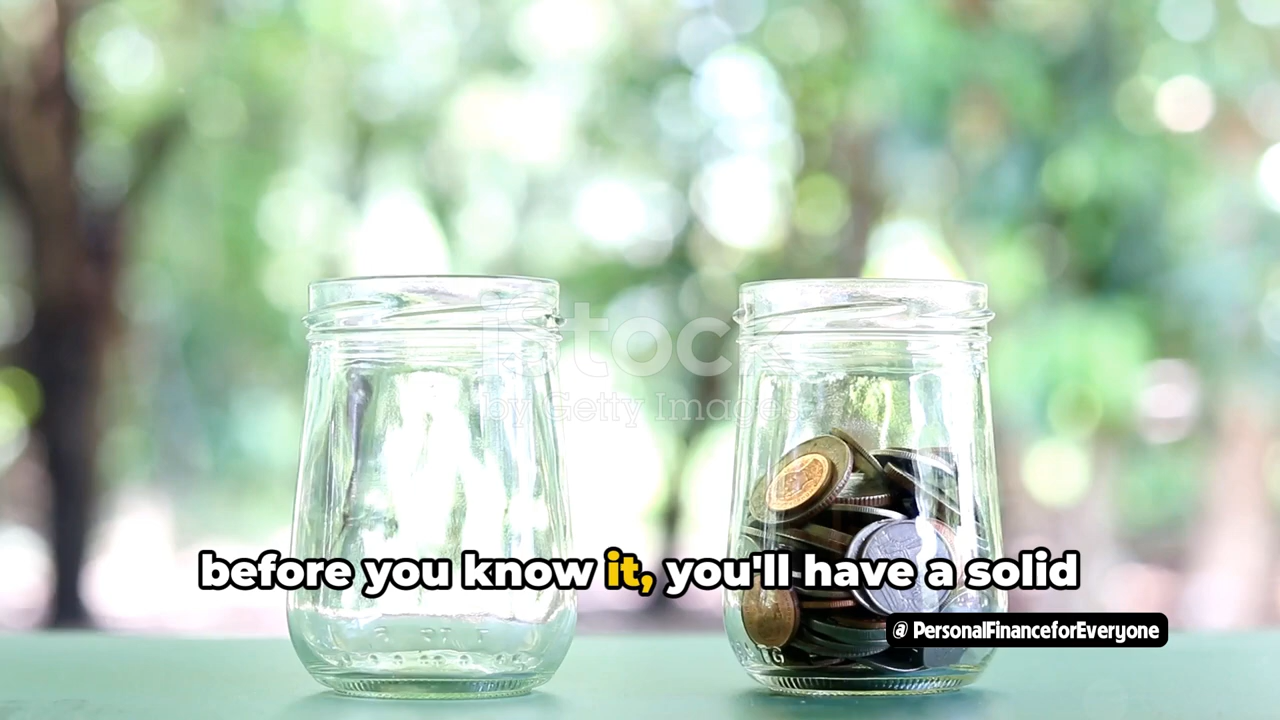 iStock
by Getty Images
before you know it, you'll have a solid
@ PersonalFinanceforEveryone